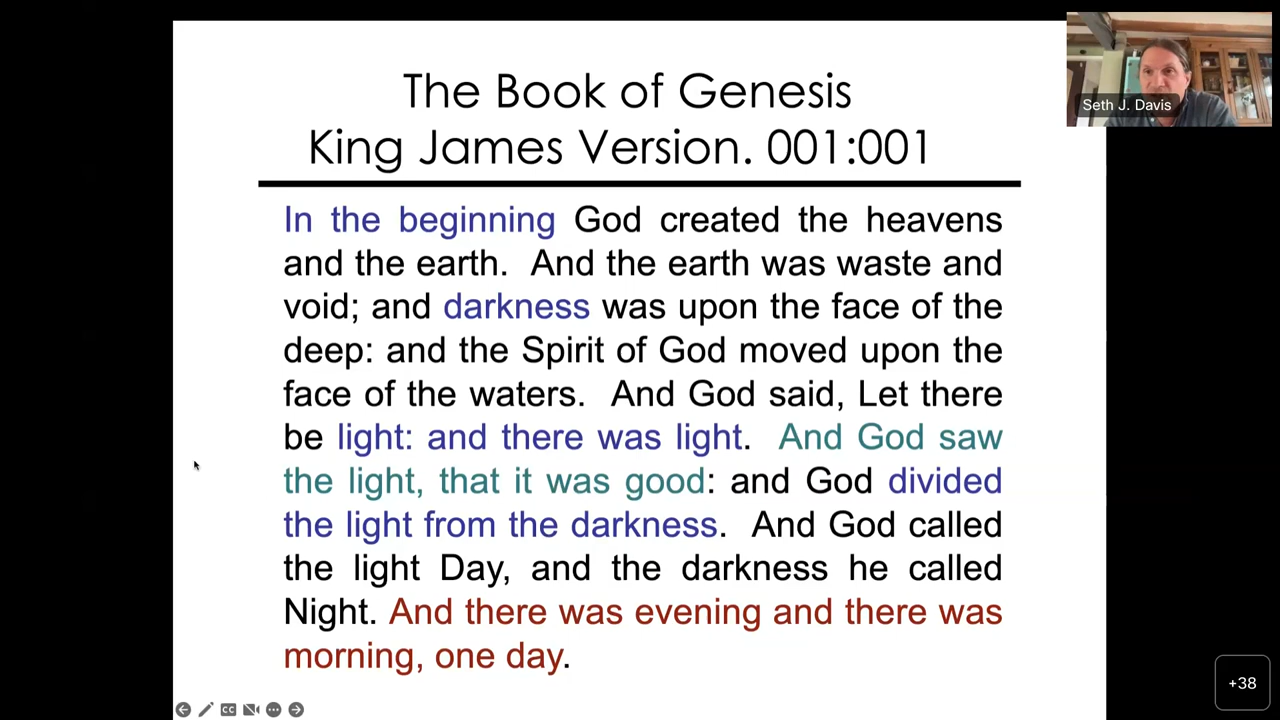 The Book of Genesis
King James Version. 001:001
In the beginning God created the heavens
and the earth. And the earth was waste and
void; and darkness was upon the face of the
deep: and the Spirit of God moved upon the
face of the waters. And God said, Let there
be light: and there was light. And God saw
the light, that it was good: and God divided
the light from the darkness. And God called
the light Day, and the darkness he called
Night. And there was evening and there was
morning, one day.
Seth J. Davis
CC
+38